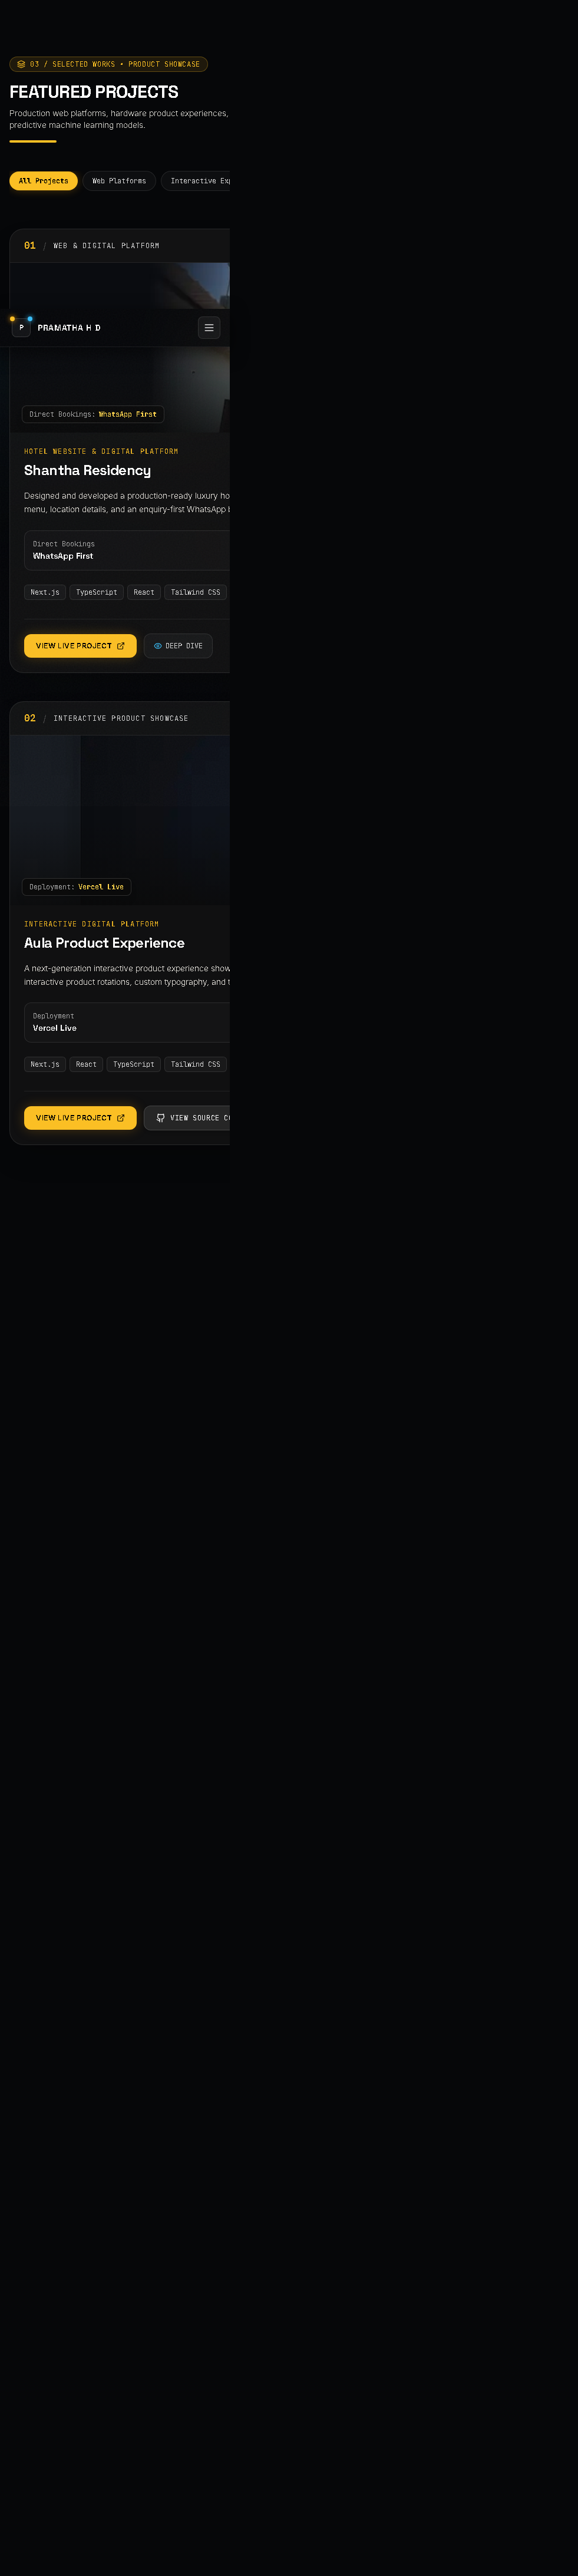 03 / SELECTED WORKS • PRODUCT SHOWCASE
FEATURED PROJECTS
Production web platforms, hardware product experiences,
predictive machine learning models.
All Projects
Web Platforms
Interactive
01 / WEB & DIGITAL PLATFORM
P
PRAMATHA H D
Direct Bookings: WhatsApp First
HOTEL WEBSITE & DIGITAL PLATFORM
Shantha Residency
Designed and developed a production-ready luxury
menu, location details, and an enquiry-first WhatsApp
Direct Bookings
WhatsApp First
Next.js
TypeScript
React
Tailwind CSS
VIEW LIVE PROJECT
DEEP DIVE
02 / INTERACTIVE PRODUCT SHOWCASE
Deployment: Vercel Live
INTERACTIVE DIGITAL PLATFORM
Aula Product Experience
A next-generation interactive product experience
interactive product rotations, custom typography, and
Deployment
Vercel Live
Next.js
React
TypeScript
Tailwind CSS
VIEW LIVE PROJECT
VIEW SOURCE